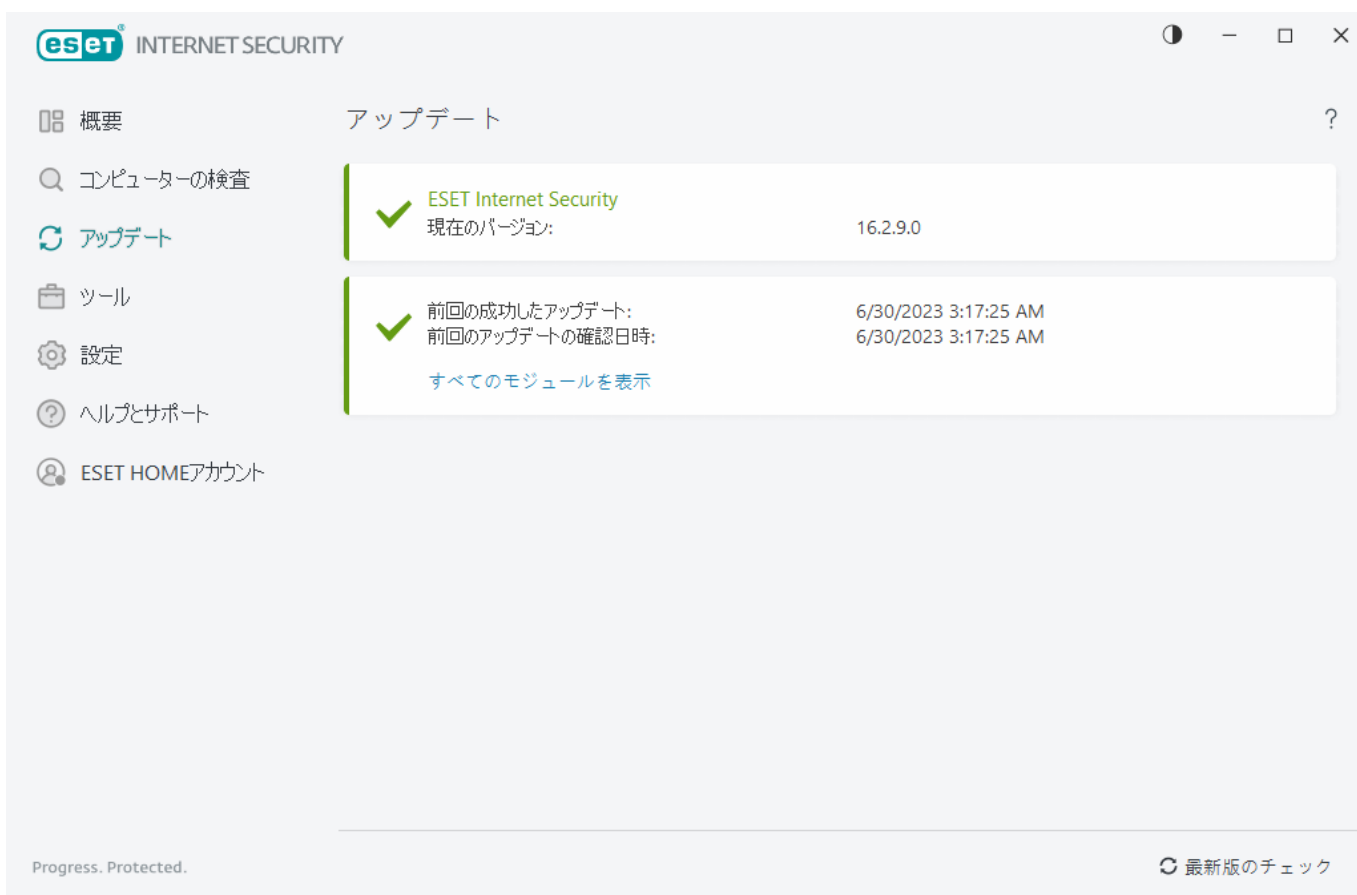 eset® INTERNET SECURITY
概要
コンピューターの検査
アップデート
ツール
設定
ヘルプとサポート
ESET HOMEアカウント
アップデート
?
ESET Internet Security
現在のバージョン: 16.2.9.0
前回の成功したアップデート: 6/30/2023 3:17:25 AM
前回のアップデートの確認日時: 6/30/2023 3:17:25 AM
すべてのモジュールを表示
Progress. Protected.
最新版のチェック